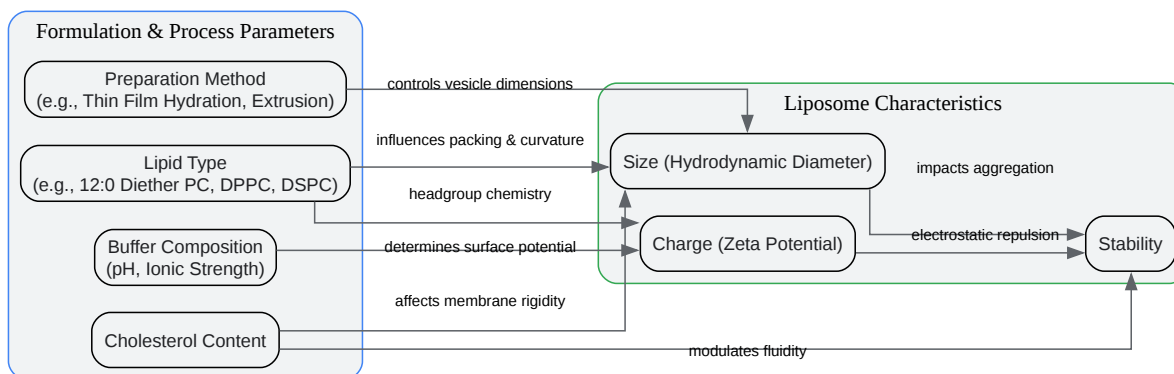 Formulation & Process Parameters
Preparation Method
(e.g., Thin Film Hydration, Extrusion)
controls vesicle dimensions
Liposome Characteristics
Lipid Type
(e.g., 12:0 Diether PC, DPPC, DSPC)
influences packing & curvature
Size (Hydrodynamic Diameter)
impacts aggregation
headgroup chemistry
Buffer Composition
(pH, Ionic Strength)
determines surface potential
Charge (Zeta Potential)
electrostatic repulsion
Stability
affects membrane rigidity
Cholesterol Content
modulates fluidity